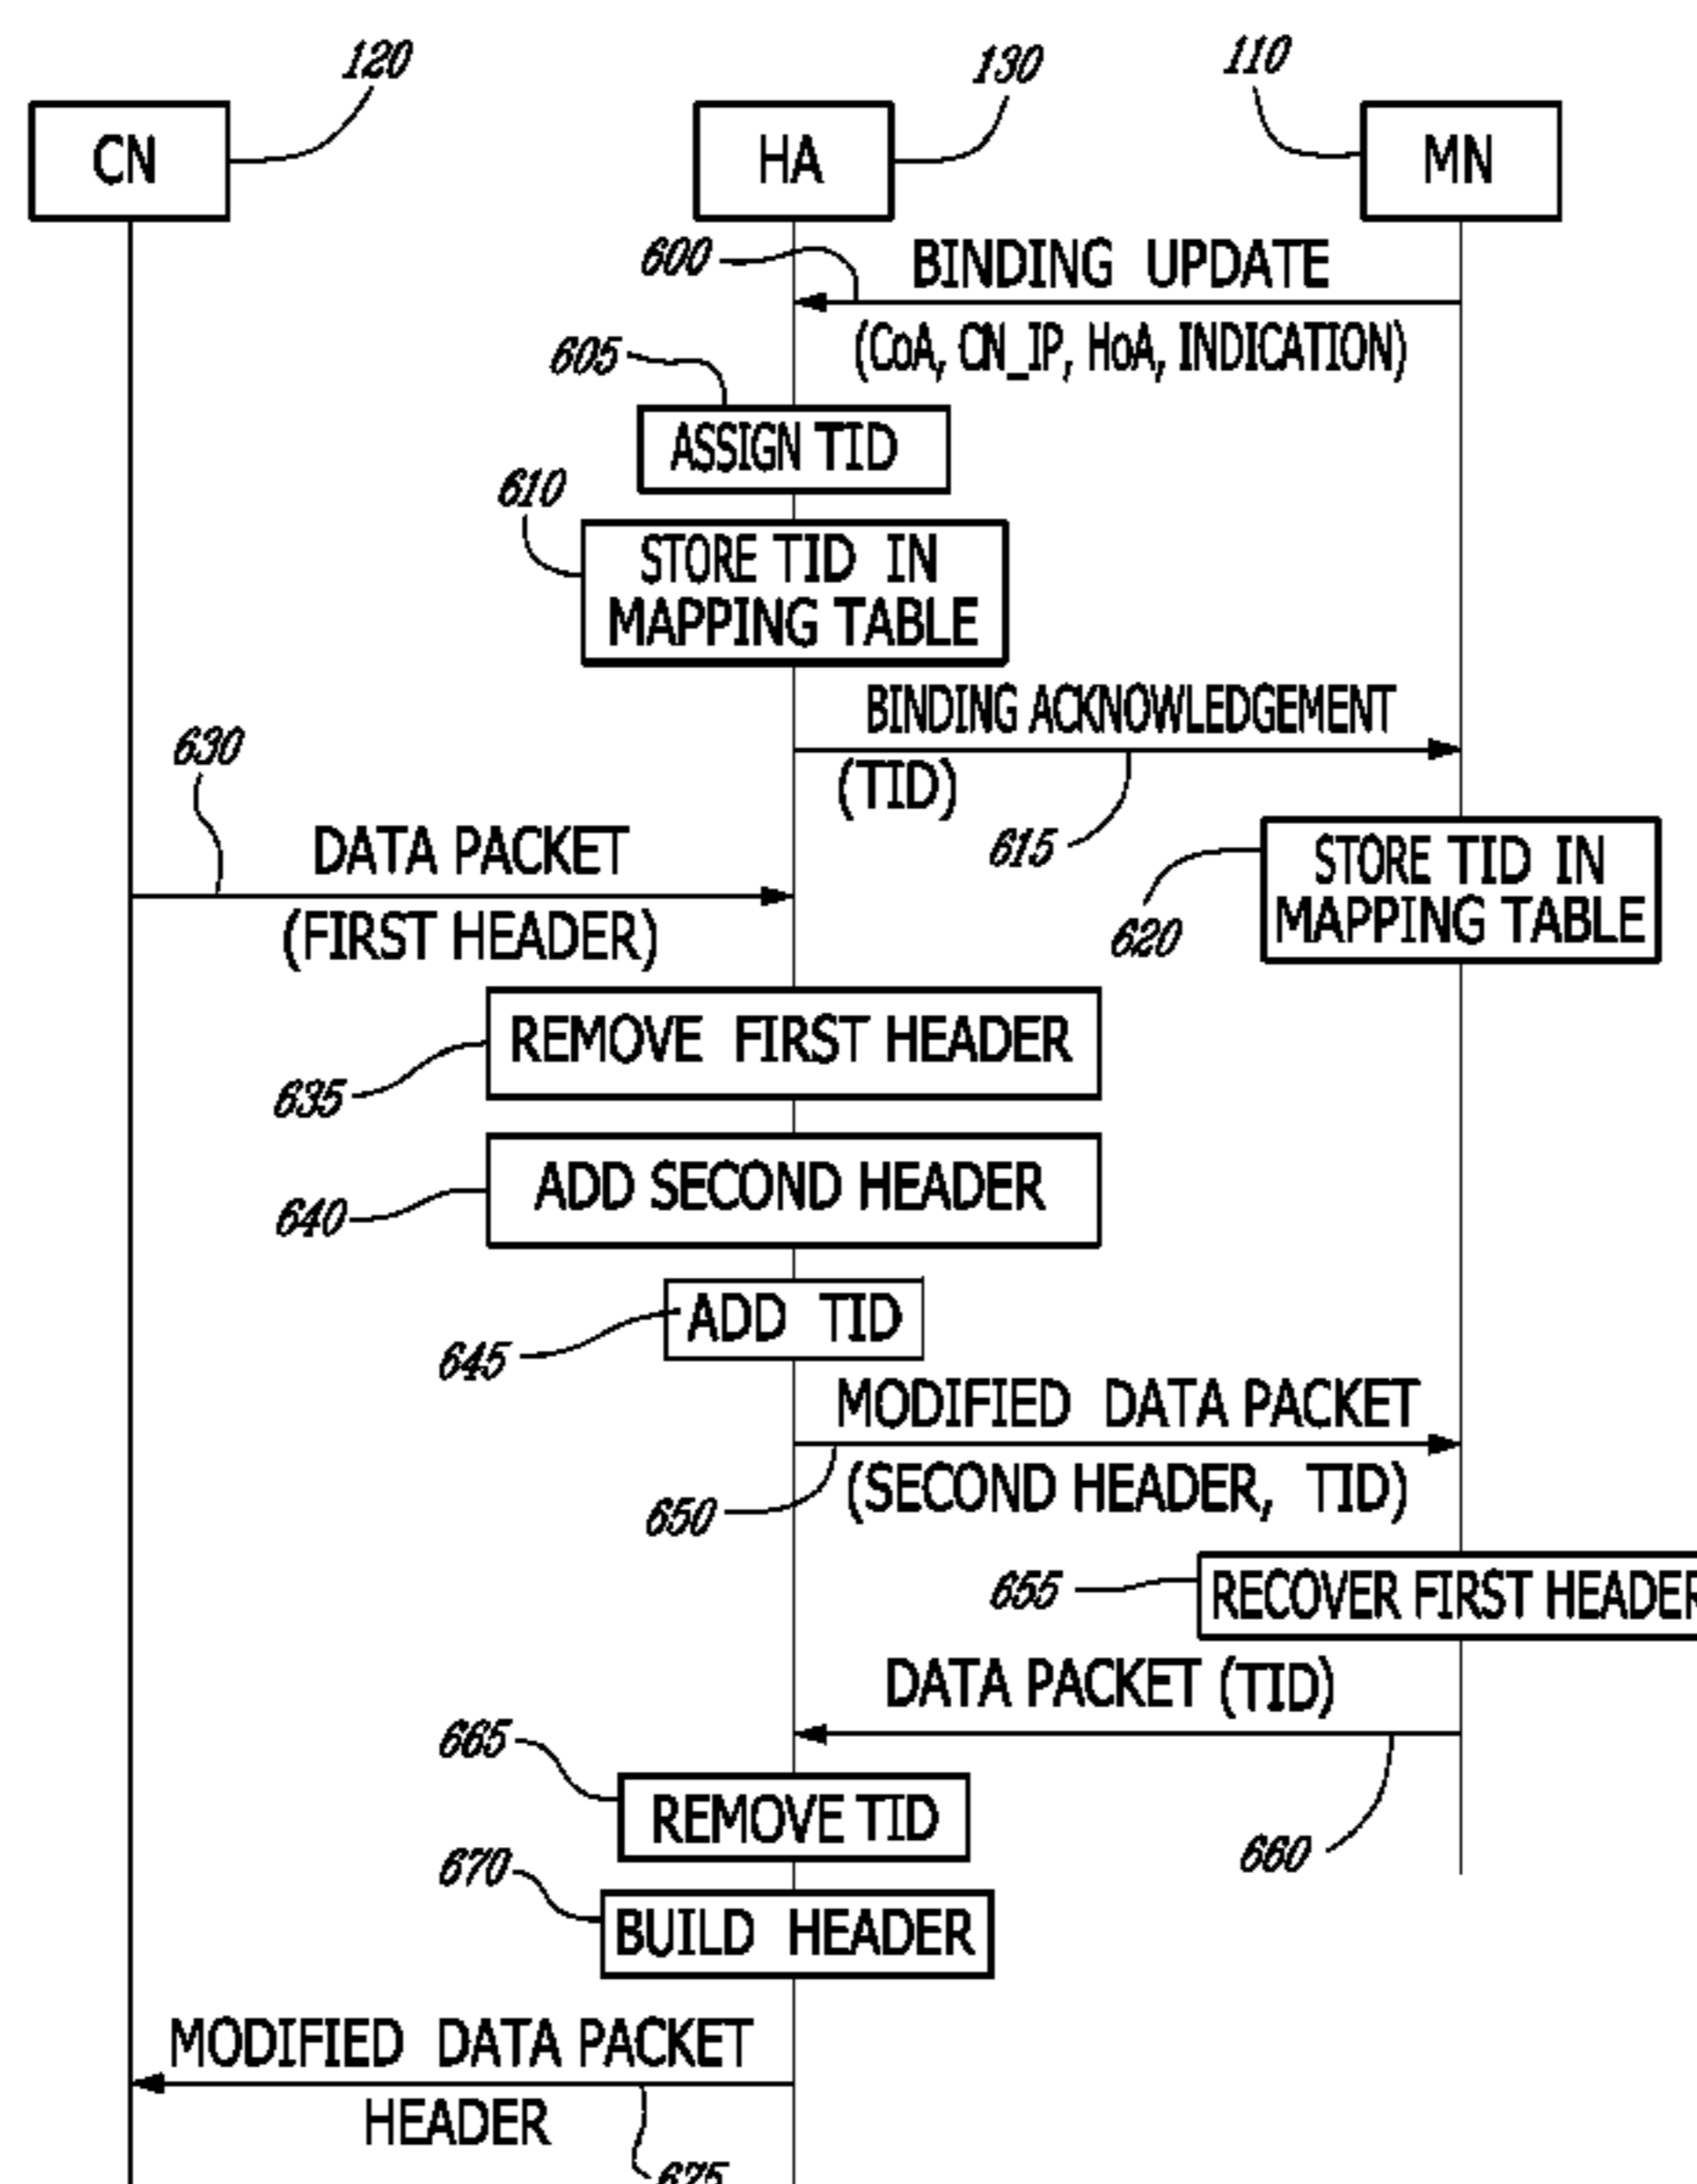 120
130
110
CN
HA
MN
600
BINDING UPDATE
(CoA, CN_IP, HoA, INDICATION)
605
ASSIGN TID
610
STORE TID IN
MAPPING TABLE
BINDING ACKNOWLEDGEMENT
(TID)
615
630
DATA PACKET
(FIRST HEADER)
STORE TID IN
MAPPING TABLE
620
REMOVE FIRST HEADER
635
ADD SECOND HEADER
640
ADD TID
645
MODIFIED DATA PACKET
(SECOND HEADER, TID)
650
655
RECOVER FIRST HEADER
DATA PACKET (TID)
665
REMOVE TID
660
670
BUILD HEADER
MODIFIED DATA PACKET
HEADER
675